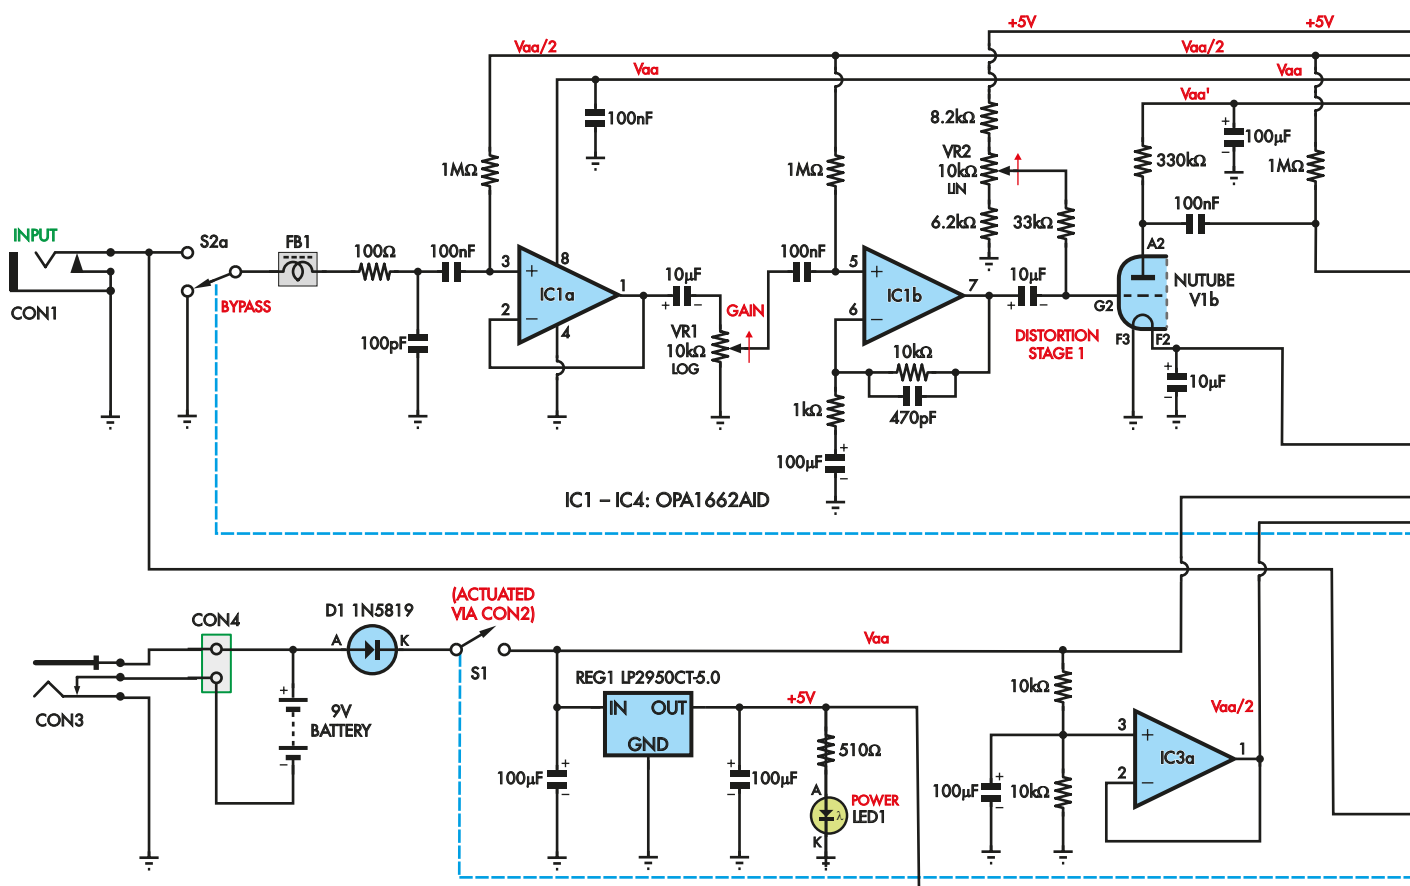 +5V
+5V
Vaa/2
Vaa/2
Vaa
Vaa
Vaa'
100nF
8.2kΩ
+
100µF
−
VR2
10kΩ
LIN
330kΩ
1MΩ
1MΩ
1MΩ
100nF
6.2kΩ
33kΩ
INPUT
S2a
FB1
100Ω
100nF
100nF
A2
CON1
BYPASS
3
+
8
IC1a
1
2
−
4
10µF
+
−
GAIN
VR1
10kΩ
LOG
5
+
IC1b
7
6
−
10µF
+
−
G2
NUTUBE
V1b
DISTORTION
STAGE 1
F3
F2
100pF
10kΩ
470pF
+
10µF
−
1kΩ
+
100µF
−
IC1 – IC4: OPA1662AID
(ACTUATED
VIA CON2)
CON4
D1 1N5819
A
K
S1
Vaa
REG1 LP2950CT-5.0
CON3
+
9V
BATTERY
−
IN
OUT
GND
+5V
10kΩ
Vaa/2
3
+
IC3a
1
2
−
+
100µF
−
+
100µF
−
510Ω
A
POWER
LED1
λ
K
+
100µF
−
10kΩ